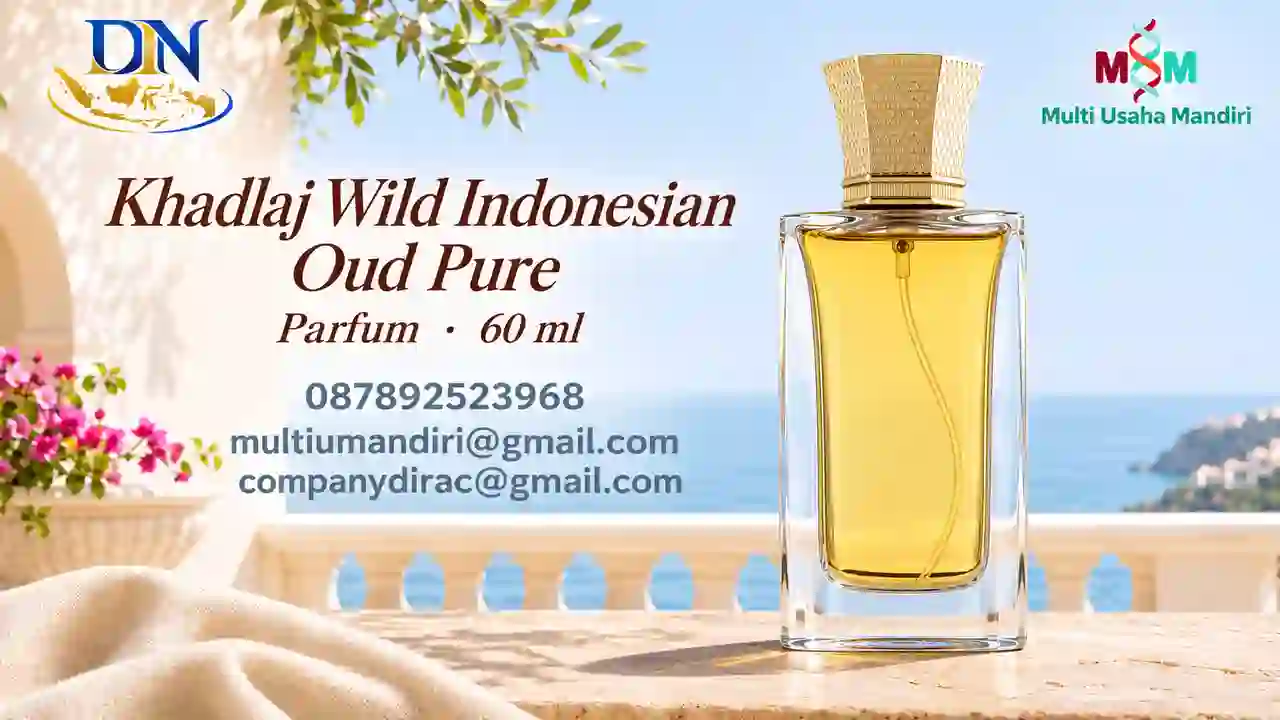 DN
MSM
Multi Usaha Mandiri
Khadlaj Wild Indonesian
Oud Pure
Parfum · 60 ml
087892523968
multiumandiri@gmail.com
companydirac@gmail.com